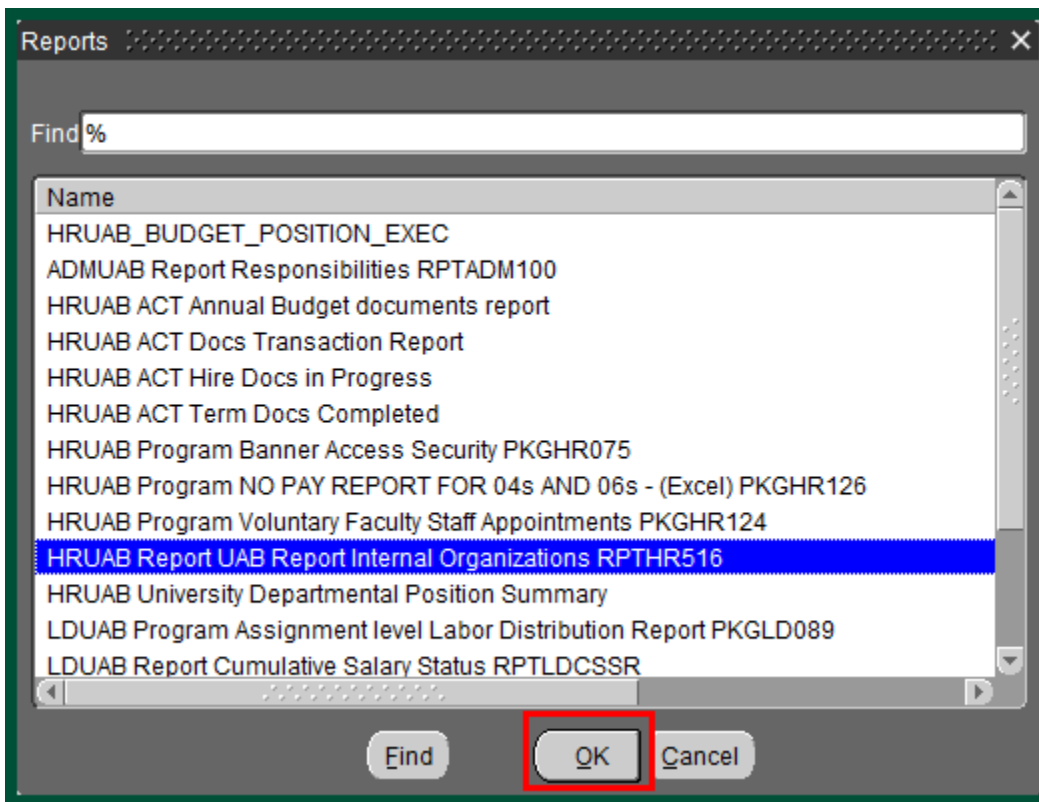 Reports
Find %
Name
HRUAB_BUDGET_POSITION_EXEC
ADMUAB Report Responsibilities RPTADM100
HRUAB ACT Annual Budget documents report
HRUAB ACT Docs Transaction Report
HRUAB ACT Hire Docs in Progress
HRUAB ACT Term Docs Completed
HRUAB Program Banner Access Security PKGHR075
HRUAB Program NO PAY REPORT FOR 04s AND 06s - (Excel) PKGHR126
HRUAB Program Voluntary Faculty Staff Appointments PKGHR124
HRUAB Report UAB Report Internal Organizations RPTHR516
HRUAB University Departmental Position Summary
LDUAB Program Assignment level Labor Distribution Report PKGLD089
LDUAB Report Cumulative Salary Status RPTLDCSSR
Find OK Cancel